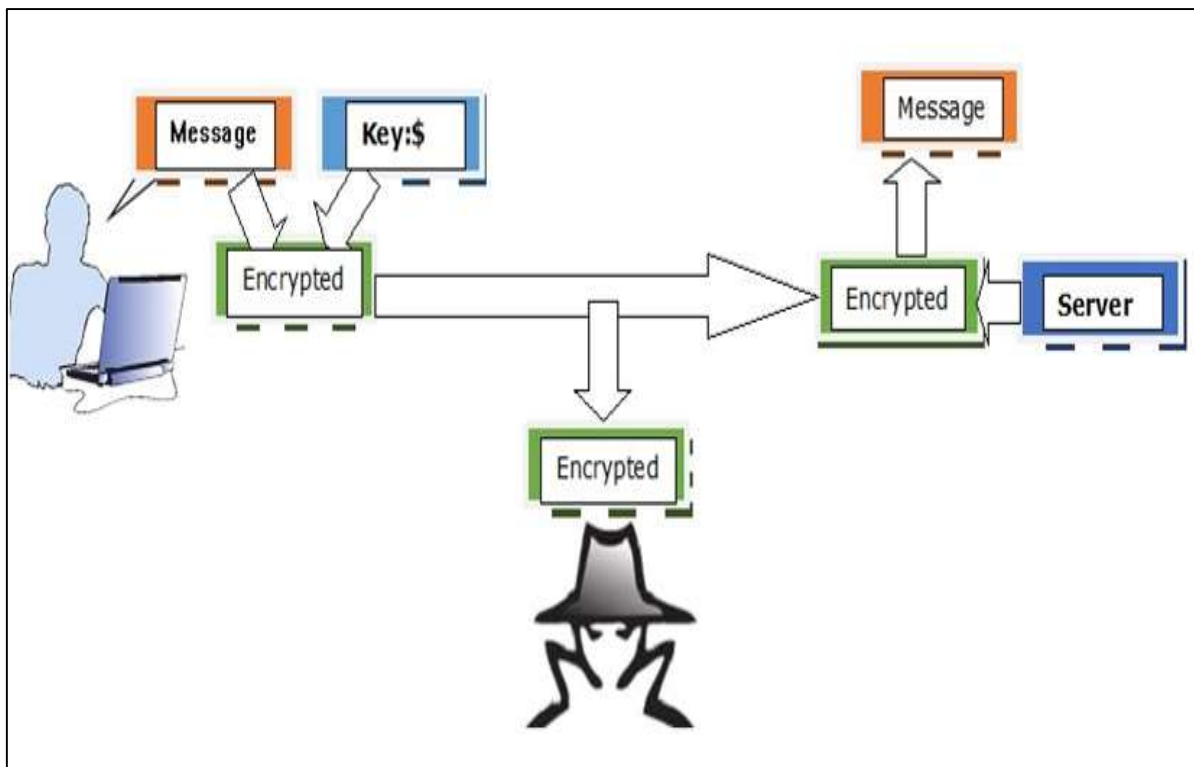 Message
Key:$
Message
Encrypted
Encrypted
Server
Encrypted